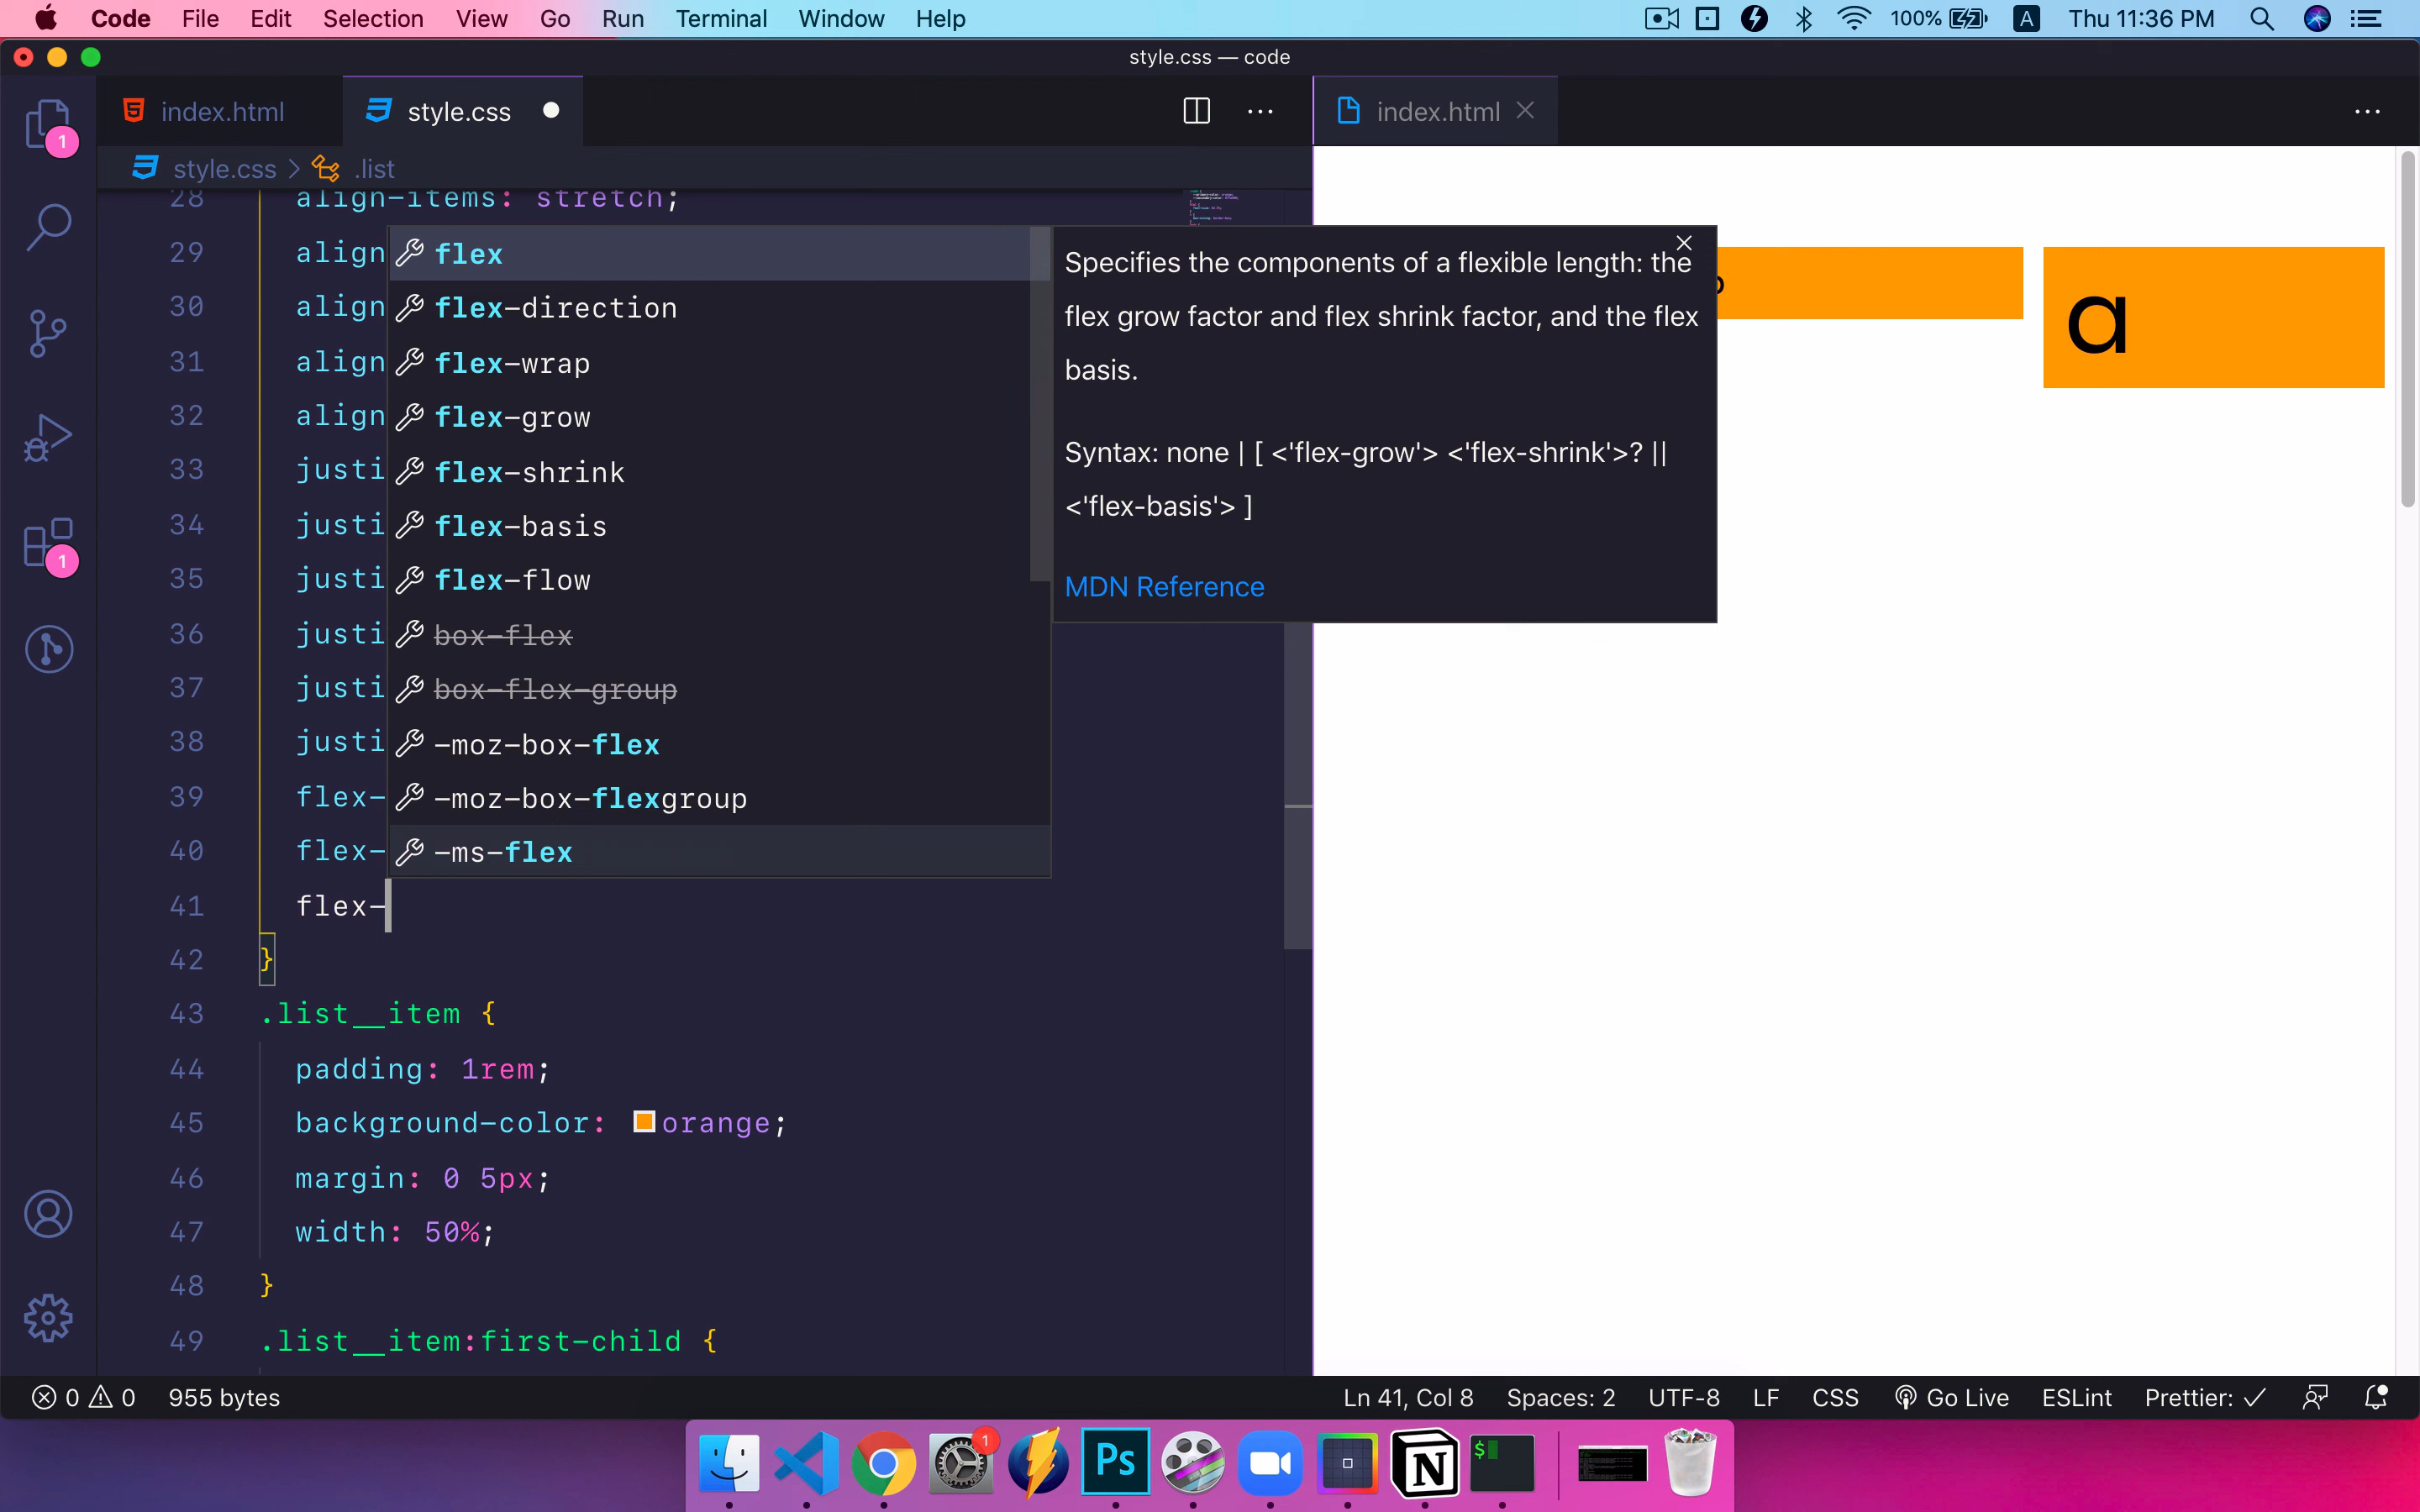 Code File Edit Selection View Go Run Terminal Window Help 100% A Thu 11:36 PM
style.css — code
index.html style.css index.html
style.css > .list
1
28 align-items: stretch;
29 align
30 align
31 align
32 align
33 justi
34 justi
35 justi
36 justi
37 justi
38 justi
39 flex-
40 flex-
41 flex-
42 }
43 .list__item {
44 padding: 1rem;
45 background-color: orange;
46 margin: 0 5px;
47 width: 50%;
48 }
49 .list__item:first-child {
flex
flex-direction
flex-wrap
flex-grow
flex-shrink
flex-basis
flex-flow
box-flex
box-flex-group
-moz-box-flex
-moz-box-flexgroup
-ms-flex
Specifies the components of a flexible length: the
flex grow factor and flex shrink factor, and the flex
basis.
Syntax: none | [ <'flex-grow'> <'flex-shrink'>? ||
<'flex-basis'> ]
MDN Reference
a
1
0 0 955 bytes Ln 41, Col 8 Spaces: 2 UTF-8 LF CSS Go Live ESLint Prettier: ✓
1
Ps
N
$